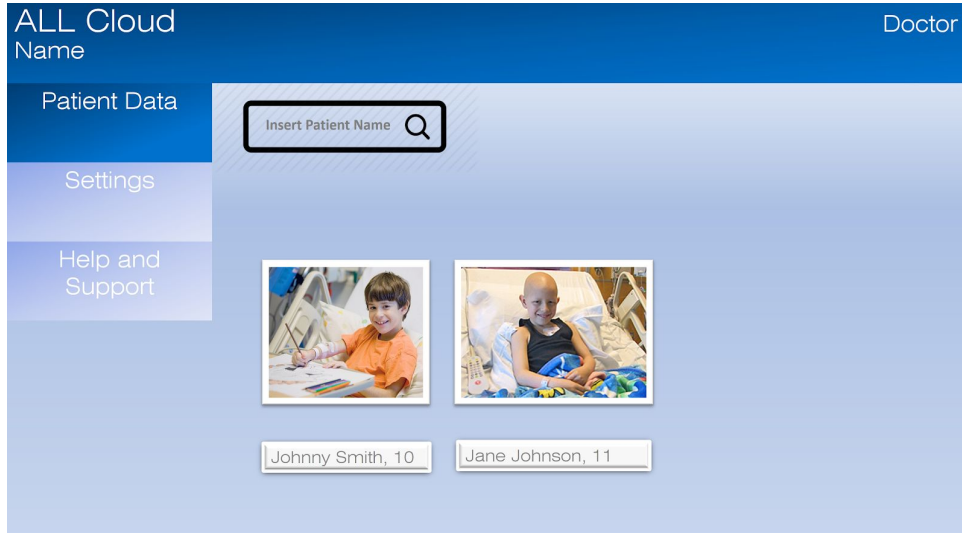 ALL Cloud
Name
Doctor
Patient Data
Settings
Help and
Support
Insert Patient Name
Johnny Smith, 10
Jane Johnson, 11